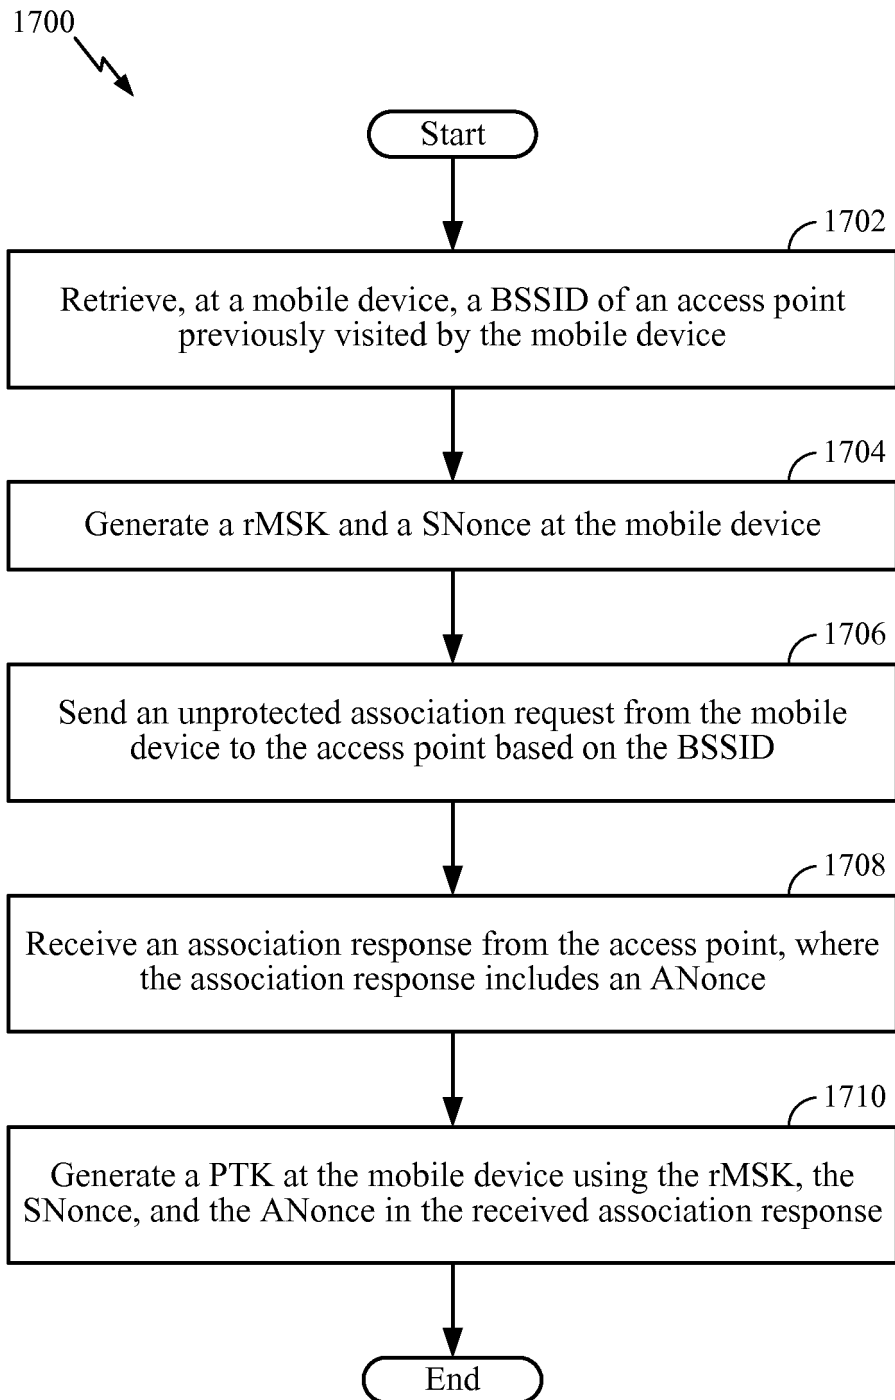 1700
Start
1702
Retrieve, at a mobile device, a BSSID of an access point
previously visited by the mobile device
1704
Generate a rMSK and a SNonce at the mobile device
1706
Send an unprotected association request from the mobile
device to the access point based on the BSSID
1708
Receive an association response from the access point, where
the association response includes an ANonce
1710
Generate a PTK at the mobile device using the rMSK, the
SNonce, and the ANonce in the received association response
End